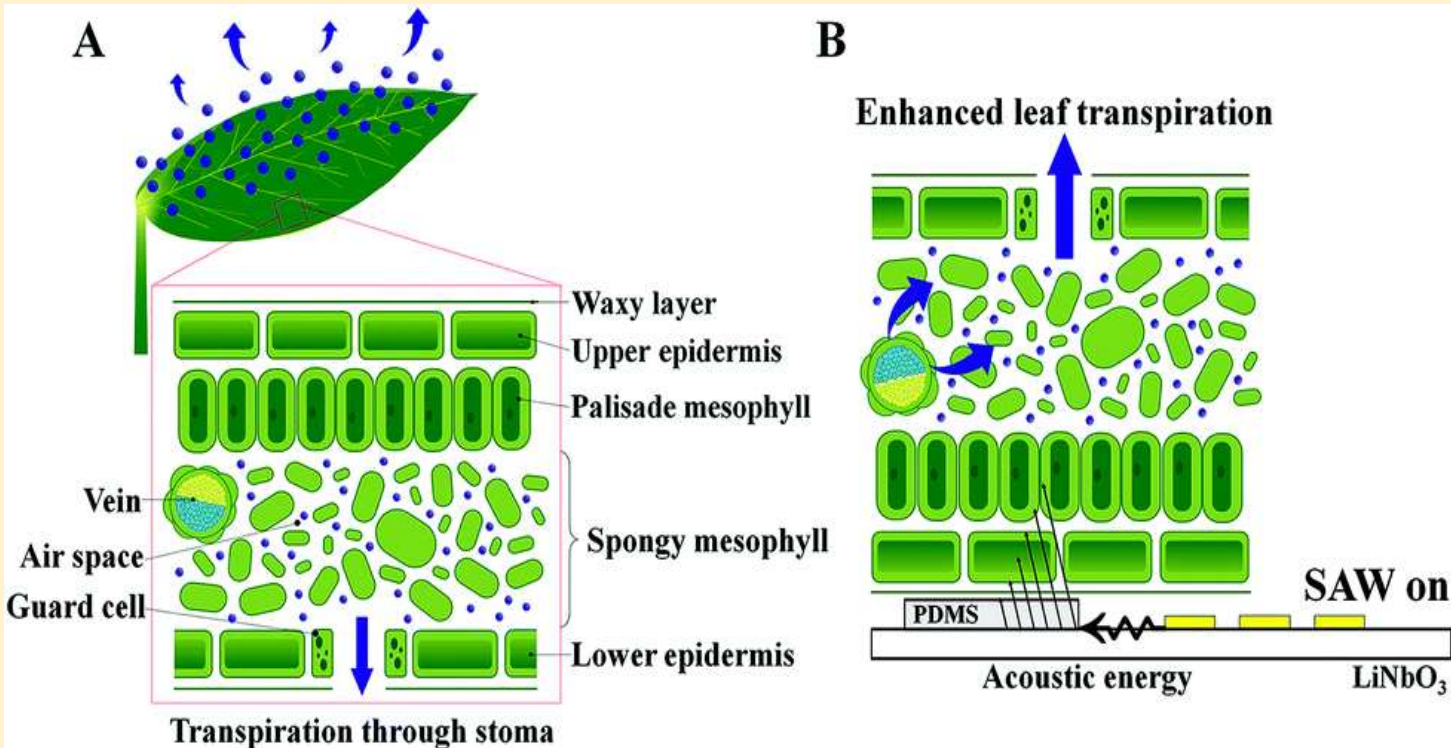 A
Waxy layer
Upper epidermis
Palisade mesophyll
Vein
Air space
Spongy mesophyll
Guard cell
Lower epidermis
Transpiration through stoma
B
Enhanced leaf transpiration
SAW on
PDMS
Acoustic energy
LiNbO₃